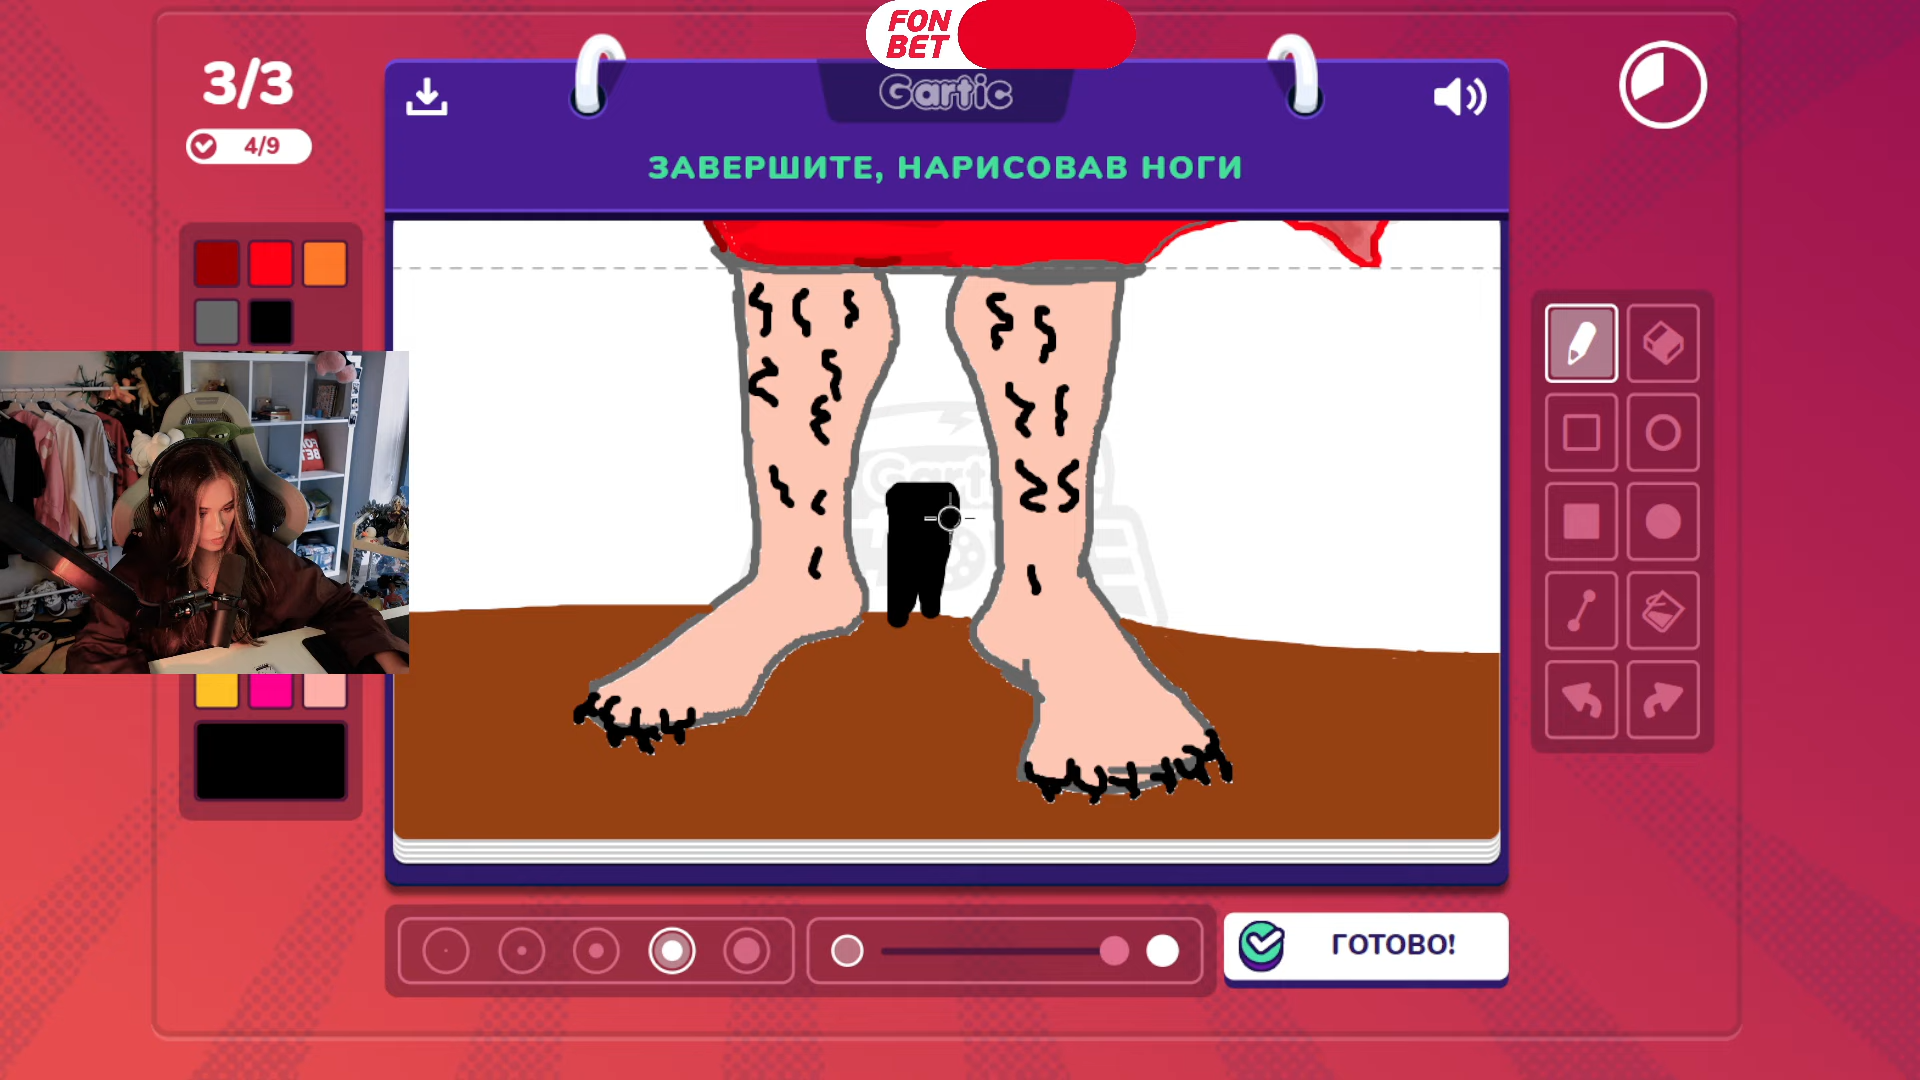 FON
BET
3/3
Gartic
4/9
ЗАВЕРШИТЕ, НАРИСОВАВ НОГИ
ГОТОВО!